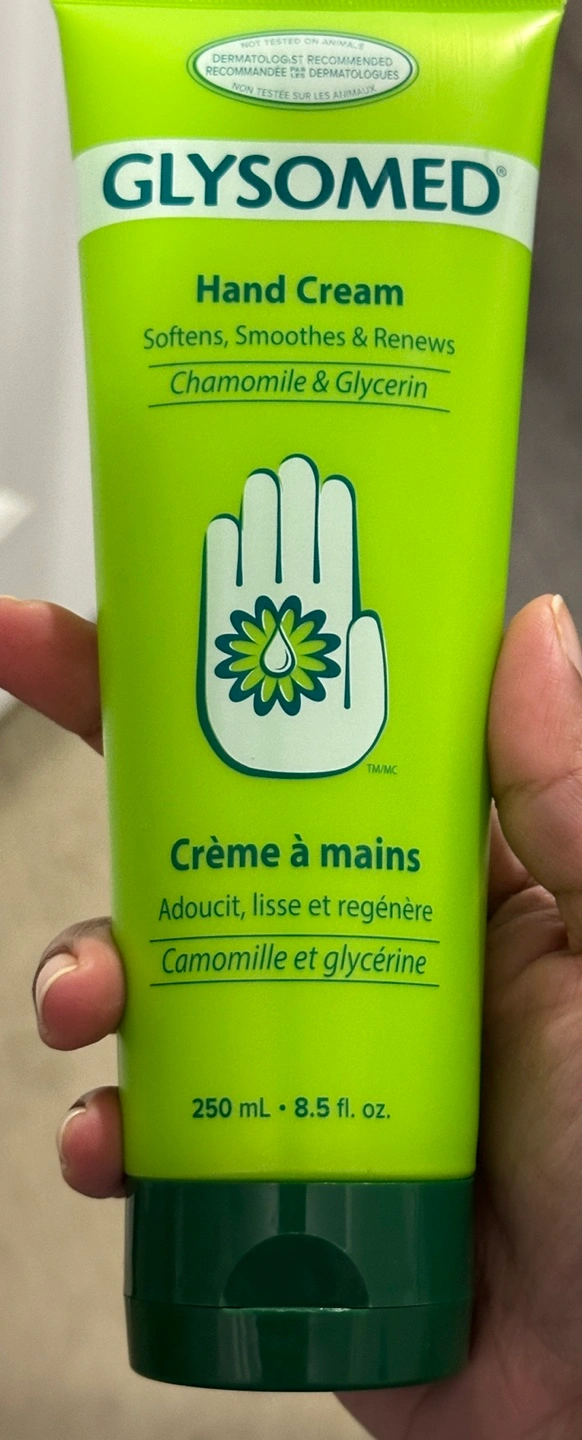 NOT TESTED ON ANIMALS
DERMATOLOGIST RECOMMENDED
RECOMMANDÉE PAR LES DERMATOLOGUES
NON TESTÉE SUR LES ANIMAUX
GLYSOMED®
Hand Cream
Softens, Smoothes & Renews
Chamomile & Glycerin
TM/MC
Crème à mains
Adoucit, lisse et regénère
Camomille et glycérine
250 mL • 8.5 fl. oz.